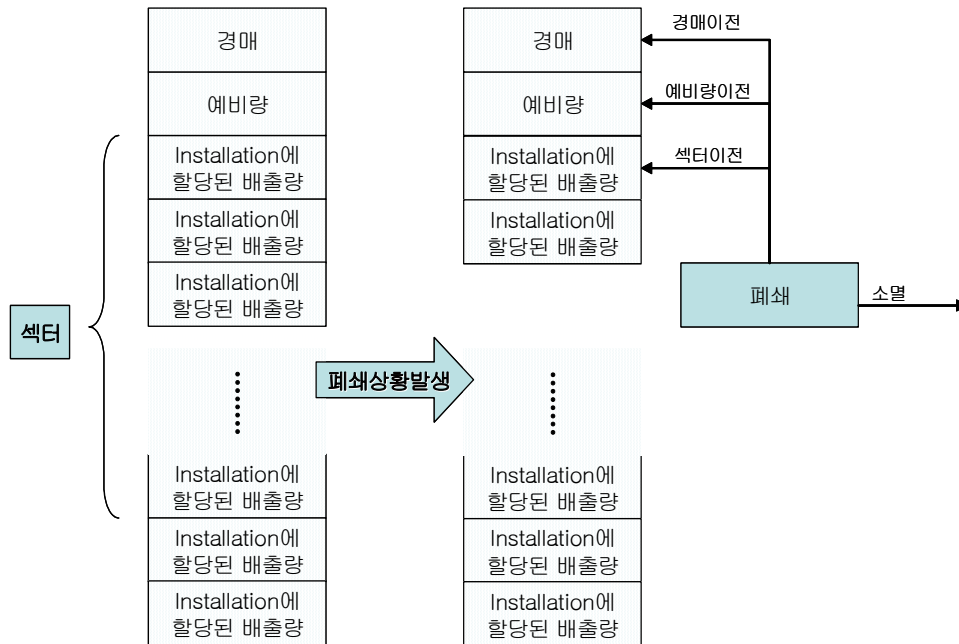 경매
예비량
Installation에
할당된 배출량
Installation에
할당된 배출량
Installation에
할당된 배출량
섹터
Installation에
할당된 배출량
Installation에
할당된 배출량
Installation에
할당된 배출량
폐쇄상황발생
경매
예비량
Installation에
할당된 배출량
Installation에
할당된 배출량
Installation에
할당된 배출량
Installation에
할당된 배출량
Installation에
할당된 배출량
경매이전
예비량이전
섹터이전
폐쇄
소멸